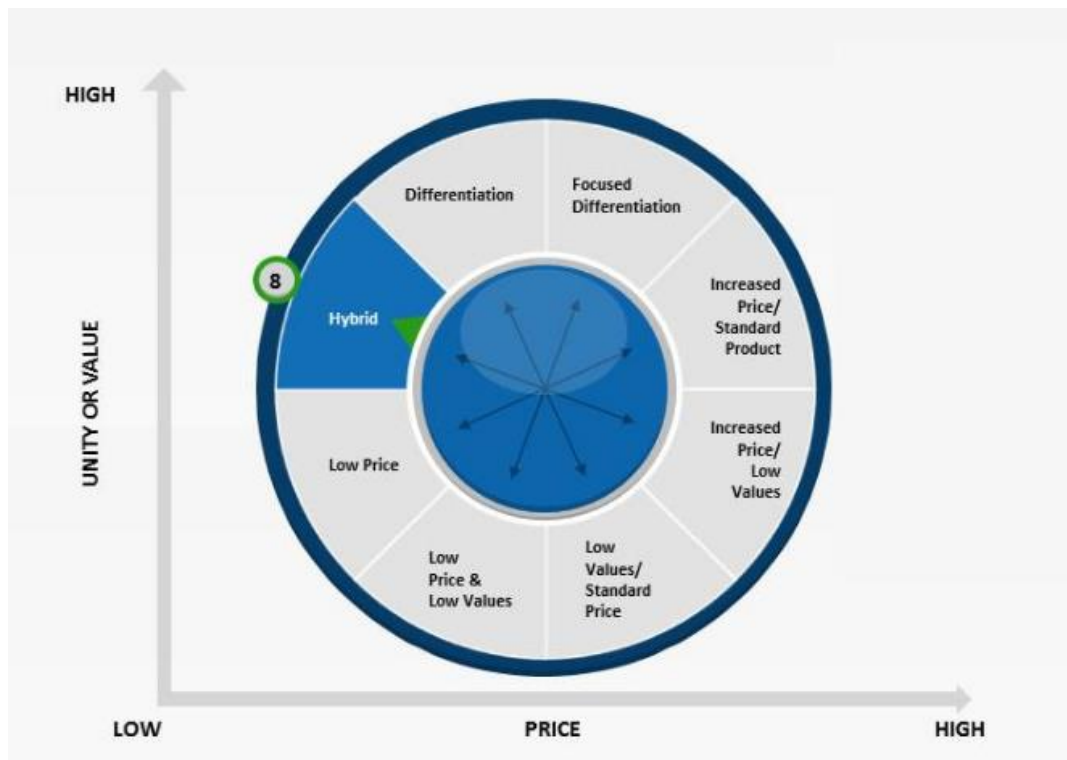 HIGH
Differentiation
Focused
Differentiation
8
Hybrid
Increased
Price/
Standard
Product
UNITY OR VALUE
Low Price
Increased
Price/
Low
Values
Low
Price &
Low Values
Low
Values/
Standard
Price
LOW
PRICE
HIGH